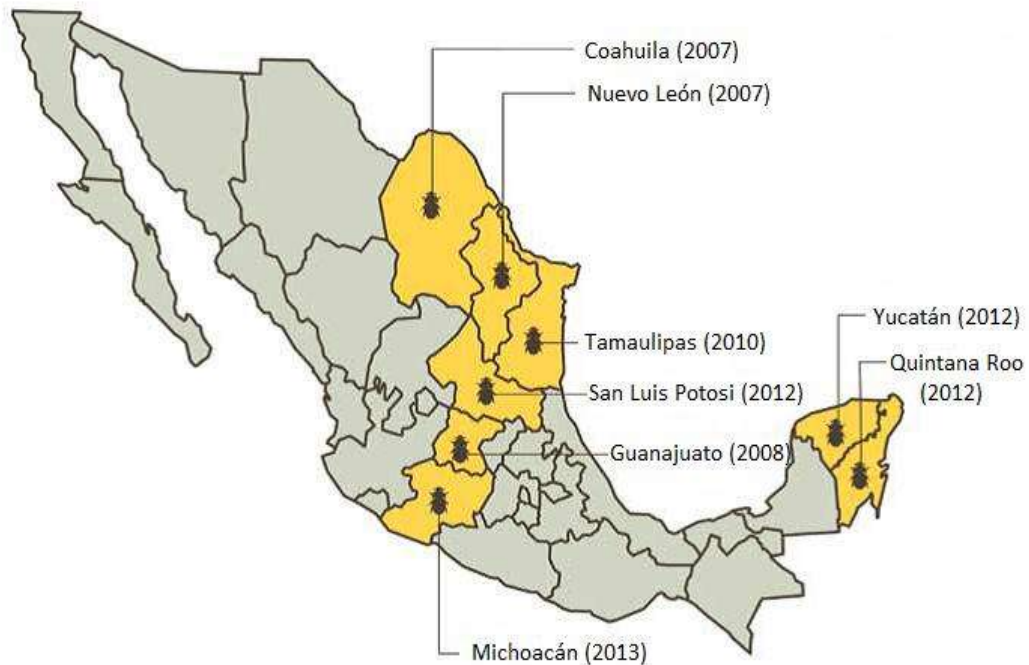 Coahuila (2007)
Nuevo León (2007)
Yucatán (2012)
Tamaulipas (2010)
Quintana Roo
(2012)
San Luis Potosi (2012)
Guanajuato (2008)
Michoacán (2013)